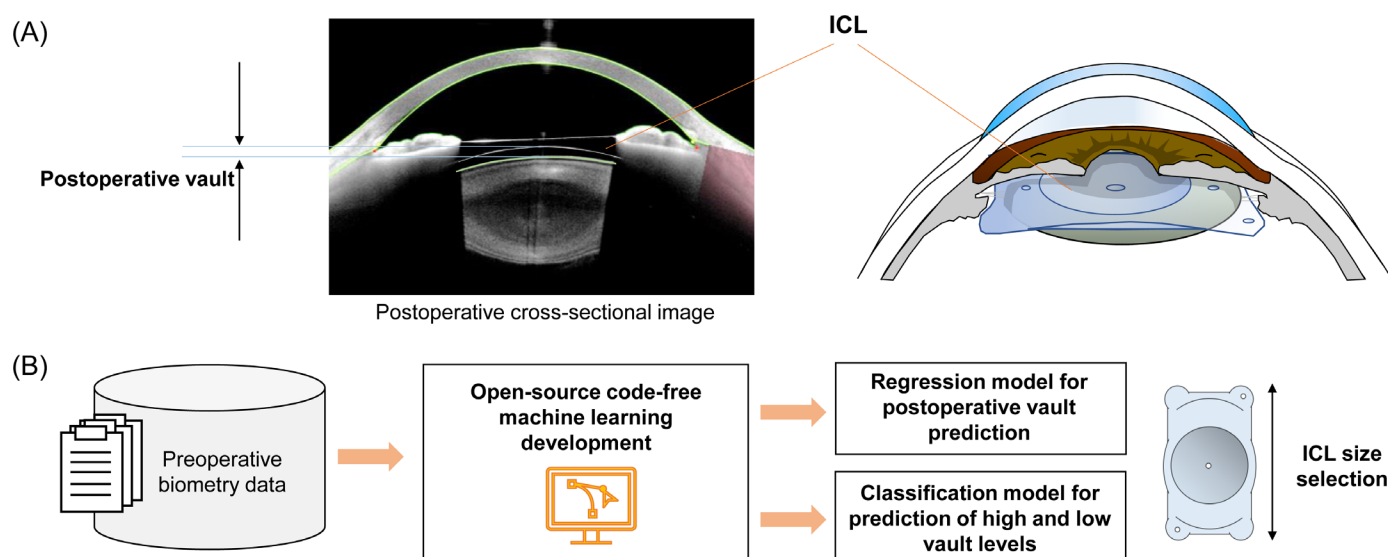 (A)
ICL
Postoperative vault
Postoperative cross-sectional image
(B)
Preoperative
biometry data
Open-source code-free
machine learning
development
Regression model for
postoperative vault
prediction
Classification model for
prediction of high and low
vault levels
ICL size
selection